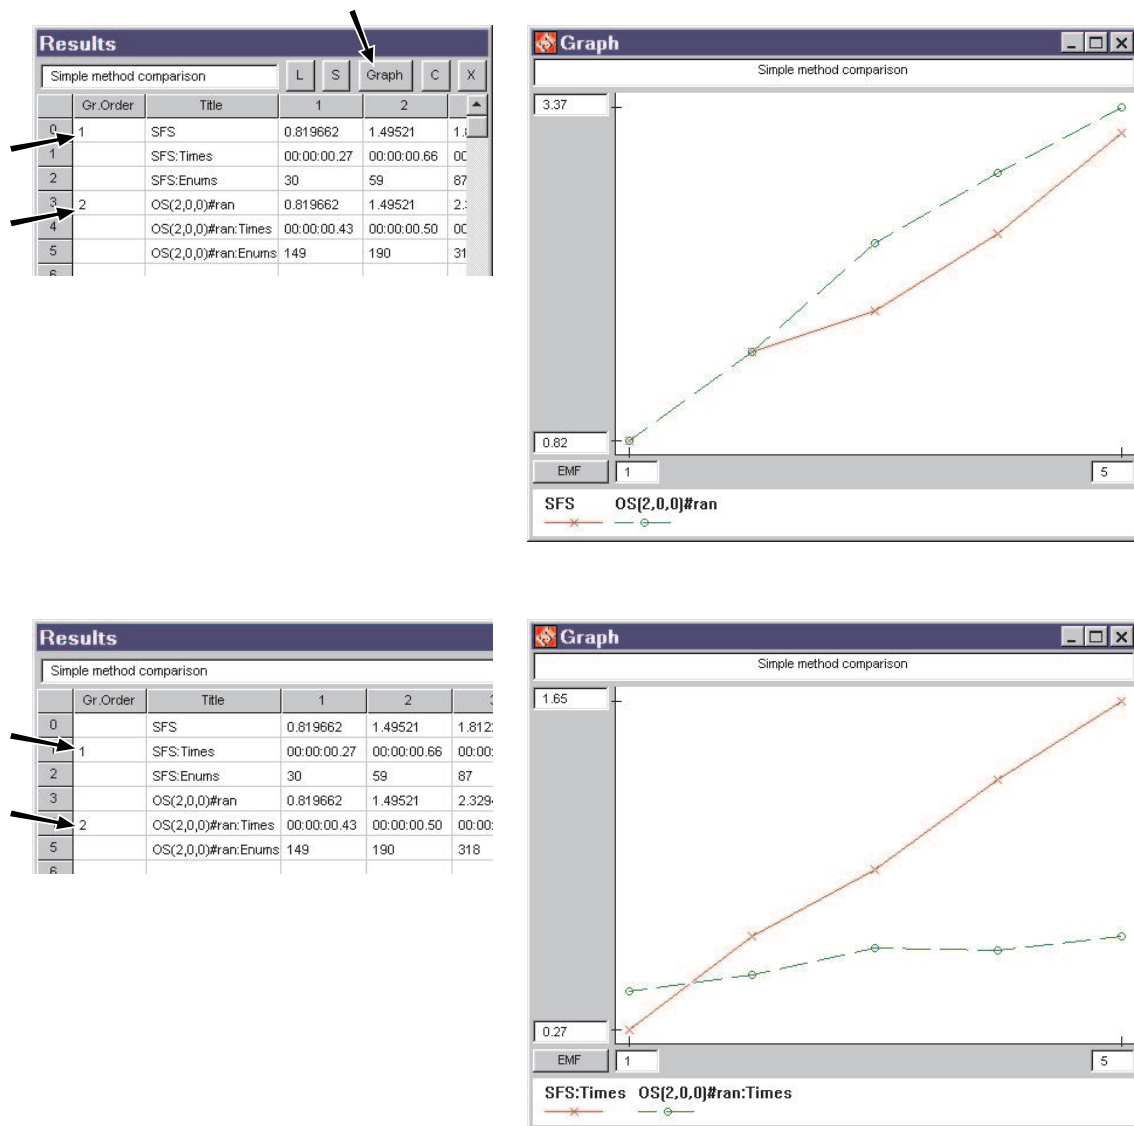 Results
Simple method comparison L S Graph C X
Gr.Order Title 1 2
0 1 SFS 0.819662 1.49521
1 SFS:Times 00:00:00.27 00:00:00.66 00
2 SFS:Enums 30 59 87
3 2 OS(2,0,0)#ran 0.819662 1.49521
4 OS(2,0,0)#ran:Times 00:00:00.43 00:00:00.50 00
5 OS(2,0,0)#ran:Enums 149 190 31
6
Graph
Simple method comparison
3.37
0.82
EMF 1 5
SFS OS(2,0,0)#ran
Results
Simple method comparison
Gr.Order Title 1 2
0 SFS 0.819662 1.49521 1.812
1 1 SFS:Times 00:00:00.27 00:00:00.66 00:00:
2 SFS:Enums 30 59 87
3 OS(2,0,0)#ran 0.819662 1.49521 2.329
2 OS(2,0,0)#ran:Times 00:00:00.43 00:00:00.50 00:00:
5 OS(2,0,0)#ran:Enums 149 190 318
6
Graph
Simple method comparison
1.65
0.27
EMF 1 5
SFS:Times OS(2,0,0)#ran:Times